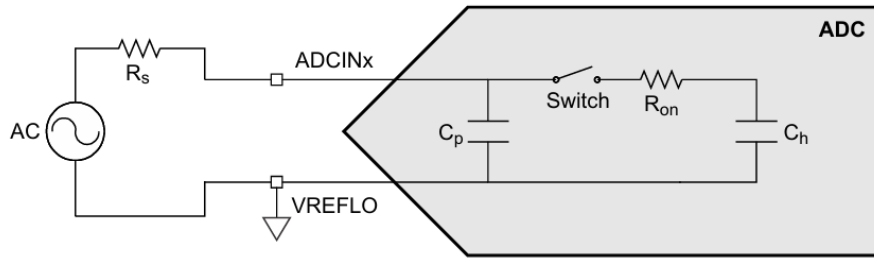 ADC
ADCINx
Rs
Switch
Ron
AC
Cp
Ch
VREFLO